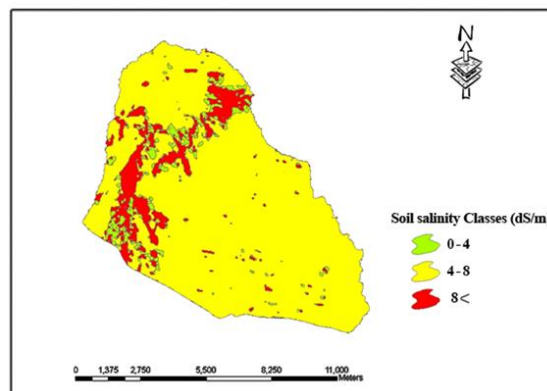 N
Soil salinity Classes (dS/m
0-4
4-8
8<
0 1,375 2,750 5,500 8,250 11,000
Meters